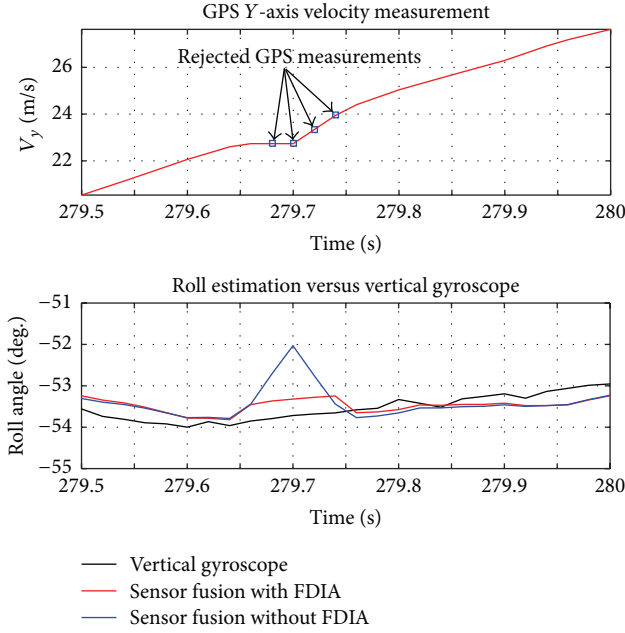 GPS Y-axis velocity measurement
Rejected GPS measurements
V_y (m/s)
26
24
22
279.5 279.6 279.7 279.8 279.9 280
Time (s)
Roll estimation versus vertical gyroscope
Roll angle (deg.)
−51
−52
−53
−54
−55
279.5 279.6 279.7 279.8 279.9 280
Time (s)
Vertical gyroscope
Sensor fusion with FDIA
Sensor fusion without FDIA